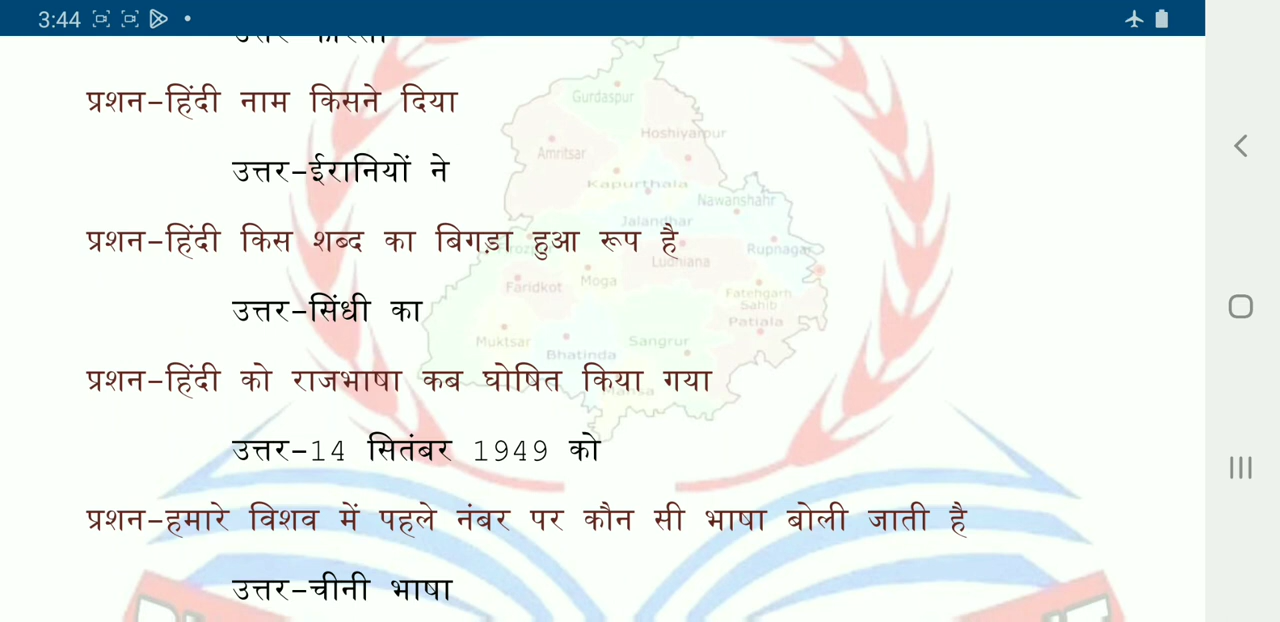 3:44
प्रशन-हिंदी नाम किसने दिया
Gurdaspur
Hoshiyarpur
Amritsar
उत्तर-ईरानियों ने
Kapurthala
Nawanshahr
Jalandhar
प्रशन-हिंदी किस शब्द का बिगड़ा हुआ रूप है
Rupnagar
Ludhiana
Moga
Faridkot
Fatehgarh
Sahib
उत्तर-सिंधी का
Patiala
Muktsar
Sangrur
Bhatinda
प्रशन-हिंदी को राजभाषा कब घोषित किया गया
उत्तर-14 सितंबर 1949 को
प्रशन-हमारे विशव में पहले नंबर पर कौन सी भाषा बोली जाती है
उत्तर-चीनी भाषा